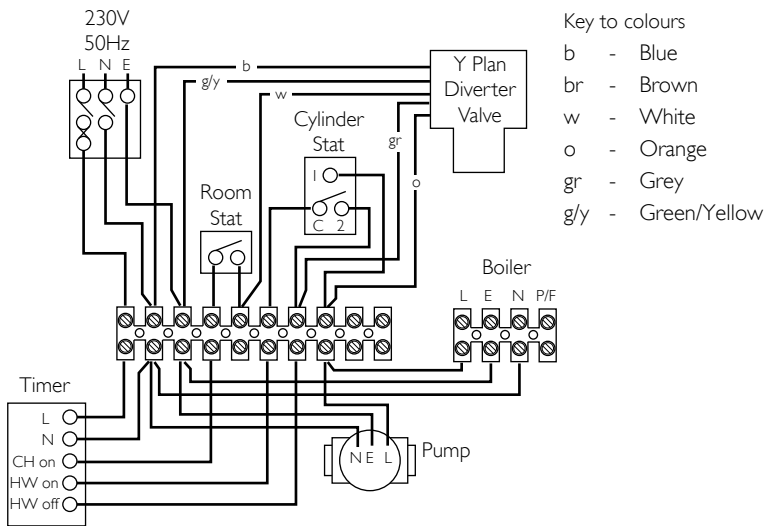 230V
50Hz
L N E
b
g/y
w
gr
o
Y Plan
Diverter
Valve
Cylinder
Stat
1
C 2
Room
Stat
Key to colours
b - Blue
br - Brown
w - White
o - Orange
gr - Grey
g/y - Green/Yellow
Boiler
L E N P/F
Timer
L
N
CH on
HW on
HW off
N E L
Pump